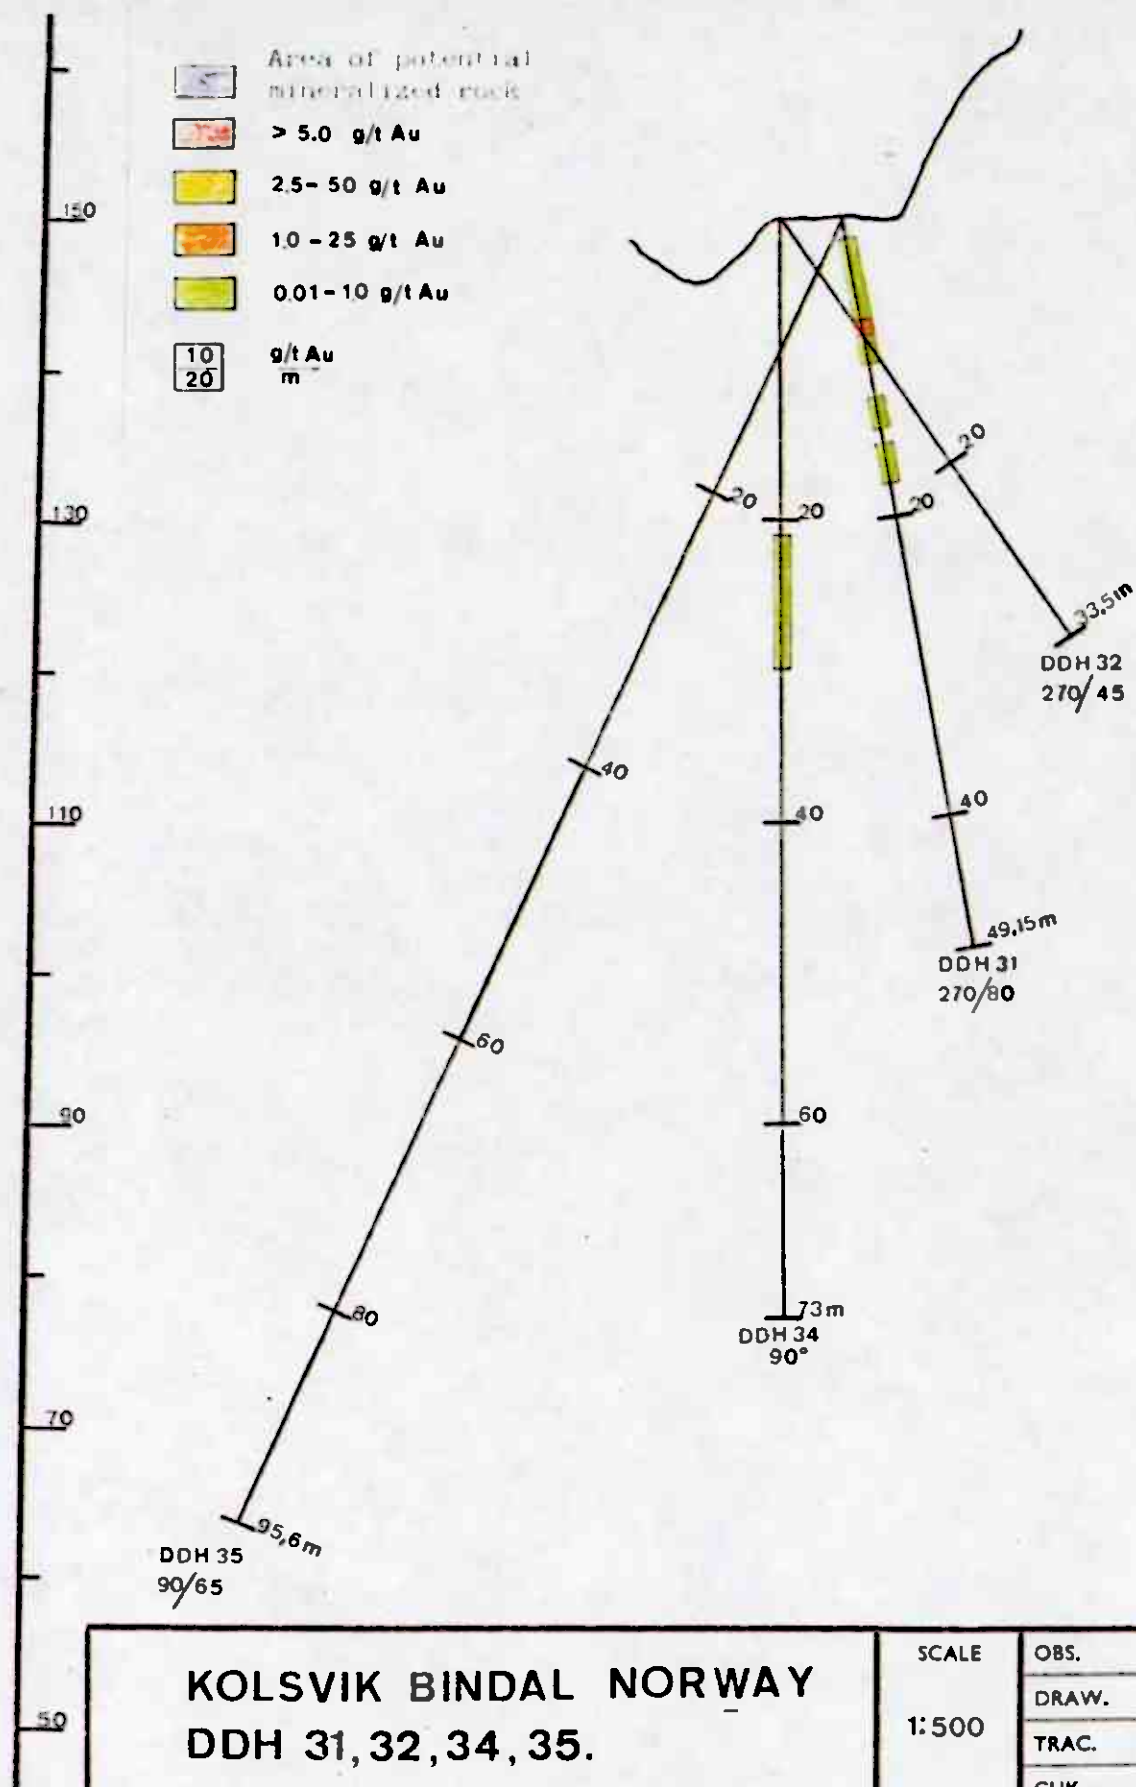 Area of potential
mineralized rock
> 5.0 g/t Au
2.5- 50 g/t Au
1.0 -25 g/t Au
0.01-10 g/t Au
10
20
g/t Au
m
150
130
110
90
70
50
20
20
20
20
33,5m
DDH 32
270/45
40
40
40
49,15m
DDH 31
270/80
60
60
80
73m
DDH 34
90°
95,6m
DDH 35
90/65
KOLSVIK BINDAL NORWAY
DDH 31, 32, 34, 35.
SCALE
1:500
OBS.
DRAW.
TRAC.